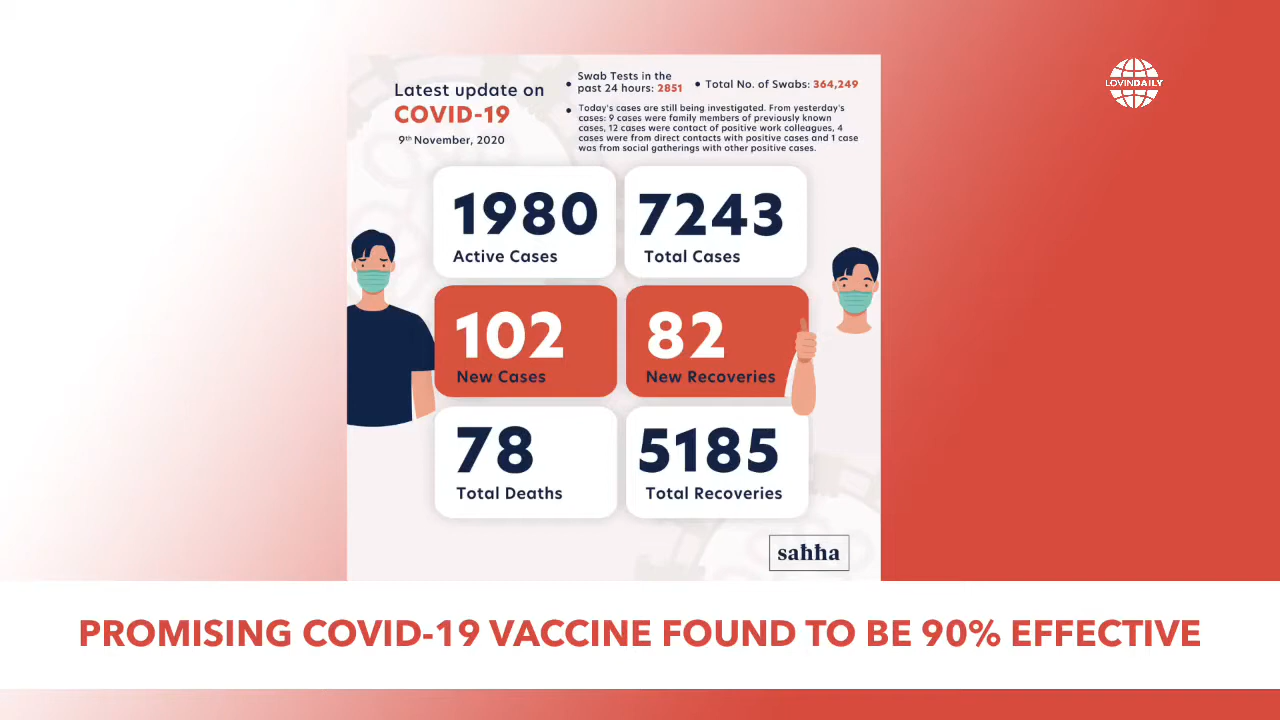 Latest update on
COVID-19
9th November, 2020
• Swab Tests in the
past 24 hours: 2851
• Total No. of Swabs: 364,249
• Today's cases are still being investigated. From yesterday's
cases: 9 cases were family members of previously known
cases, 12 cases were contact of positive work colleagues, 4
cases were from direct contacts with positive cases and 1 case
was from social gatherings with other positive cases.
LOVINDAILY
1980
Active Cases
7243
Total Cases
102
New Cases
82
New Recoveries
78
Total Deaths
5185
Total Recoveries
saħħa
PROMISING COVID-19 VACCINE FOUND TO BE 90% EFFECTIVE